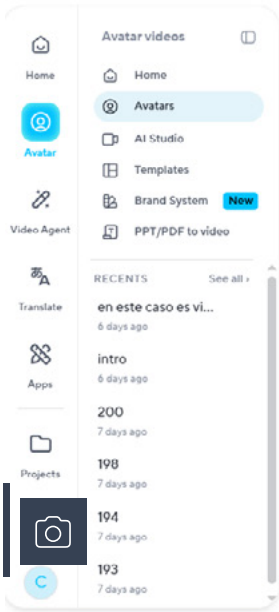 Home
Avatar
Video Agent
Translate
Apps
Projects
C
Avatar videos
Home
Avatars
AI Studio
Templates
Brand System New
PPT/PDF to video
RECENTS See all ›
en este caso es vi...
6 days ago
intro
6 days ago
200
7 days ago
198
7 days ago
194
7 days ago
193
7 days ago